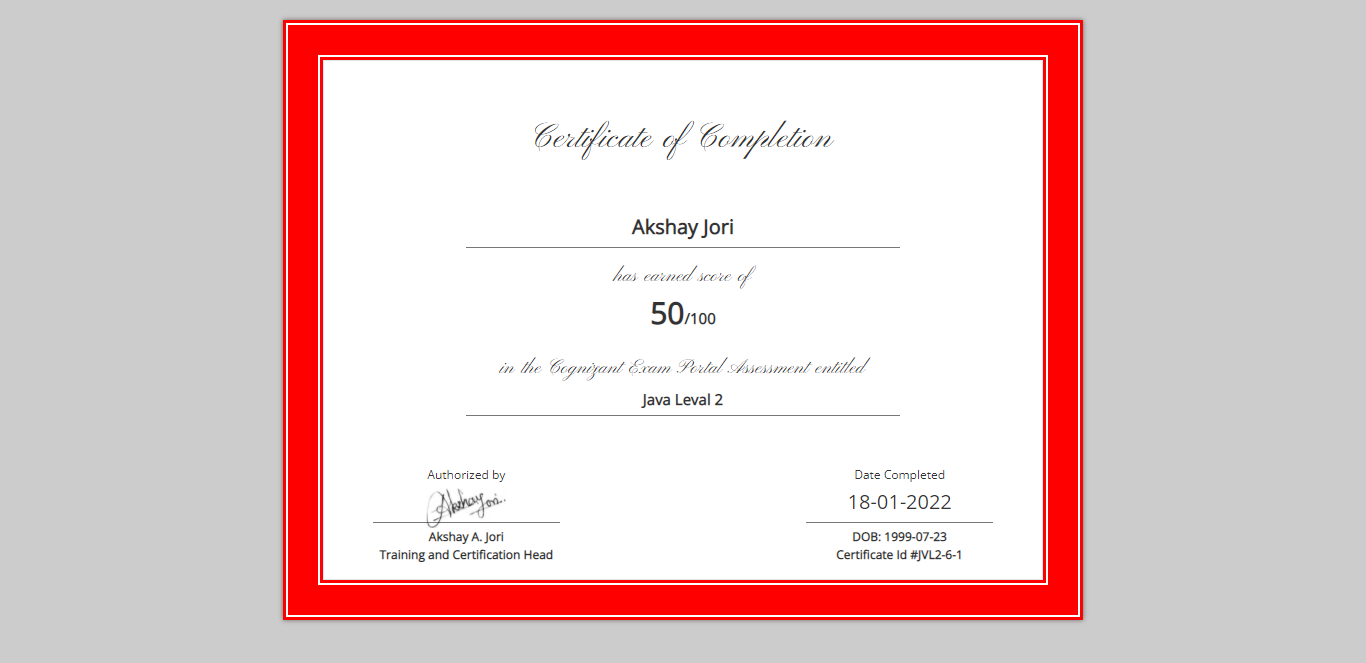 Certificate of Completion
Akshay Jori
has earned score of
50/100
in the Cognizant Exam Portal Assessment entitled
Java Leval 2
Authorized by
Akshay Jori.
Akshay A. Jori
Training and Certification Head
Date Completed
18-01-2022
DOB: 1999-07-23
Certificate Id #JVL2-6-1